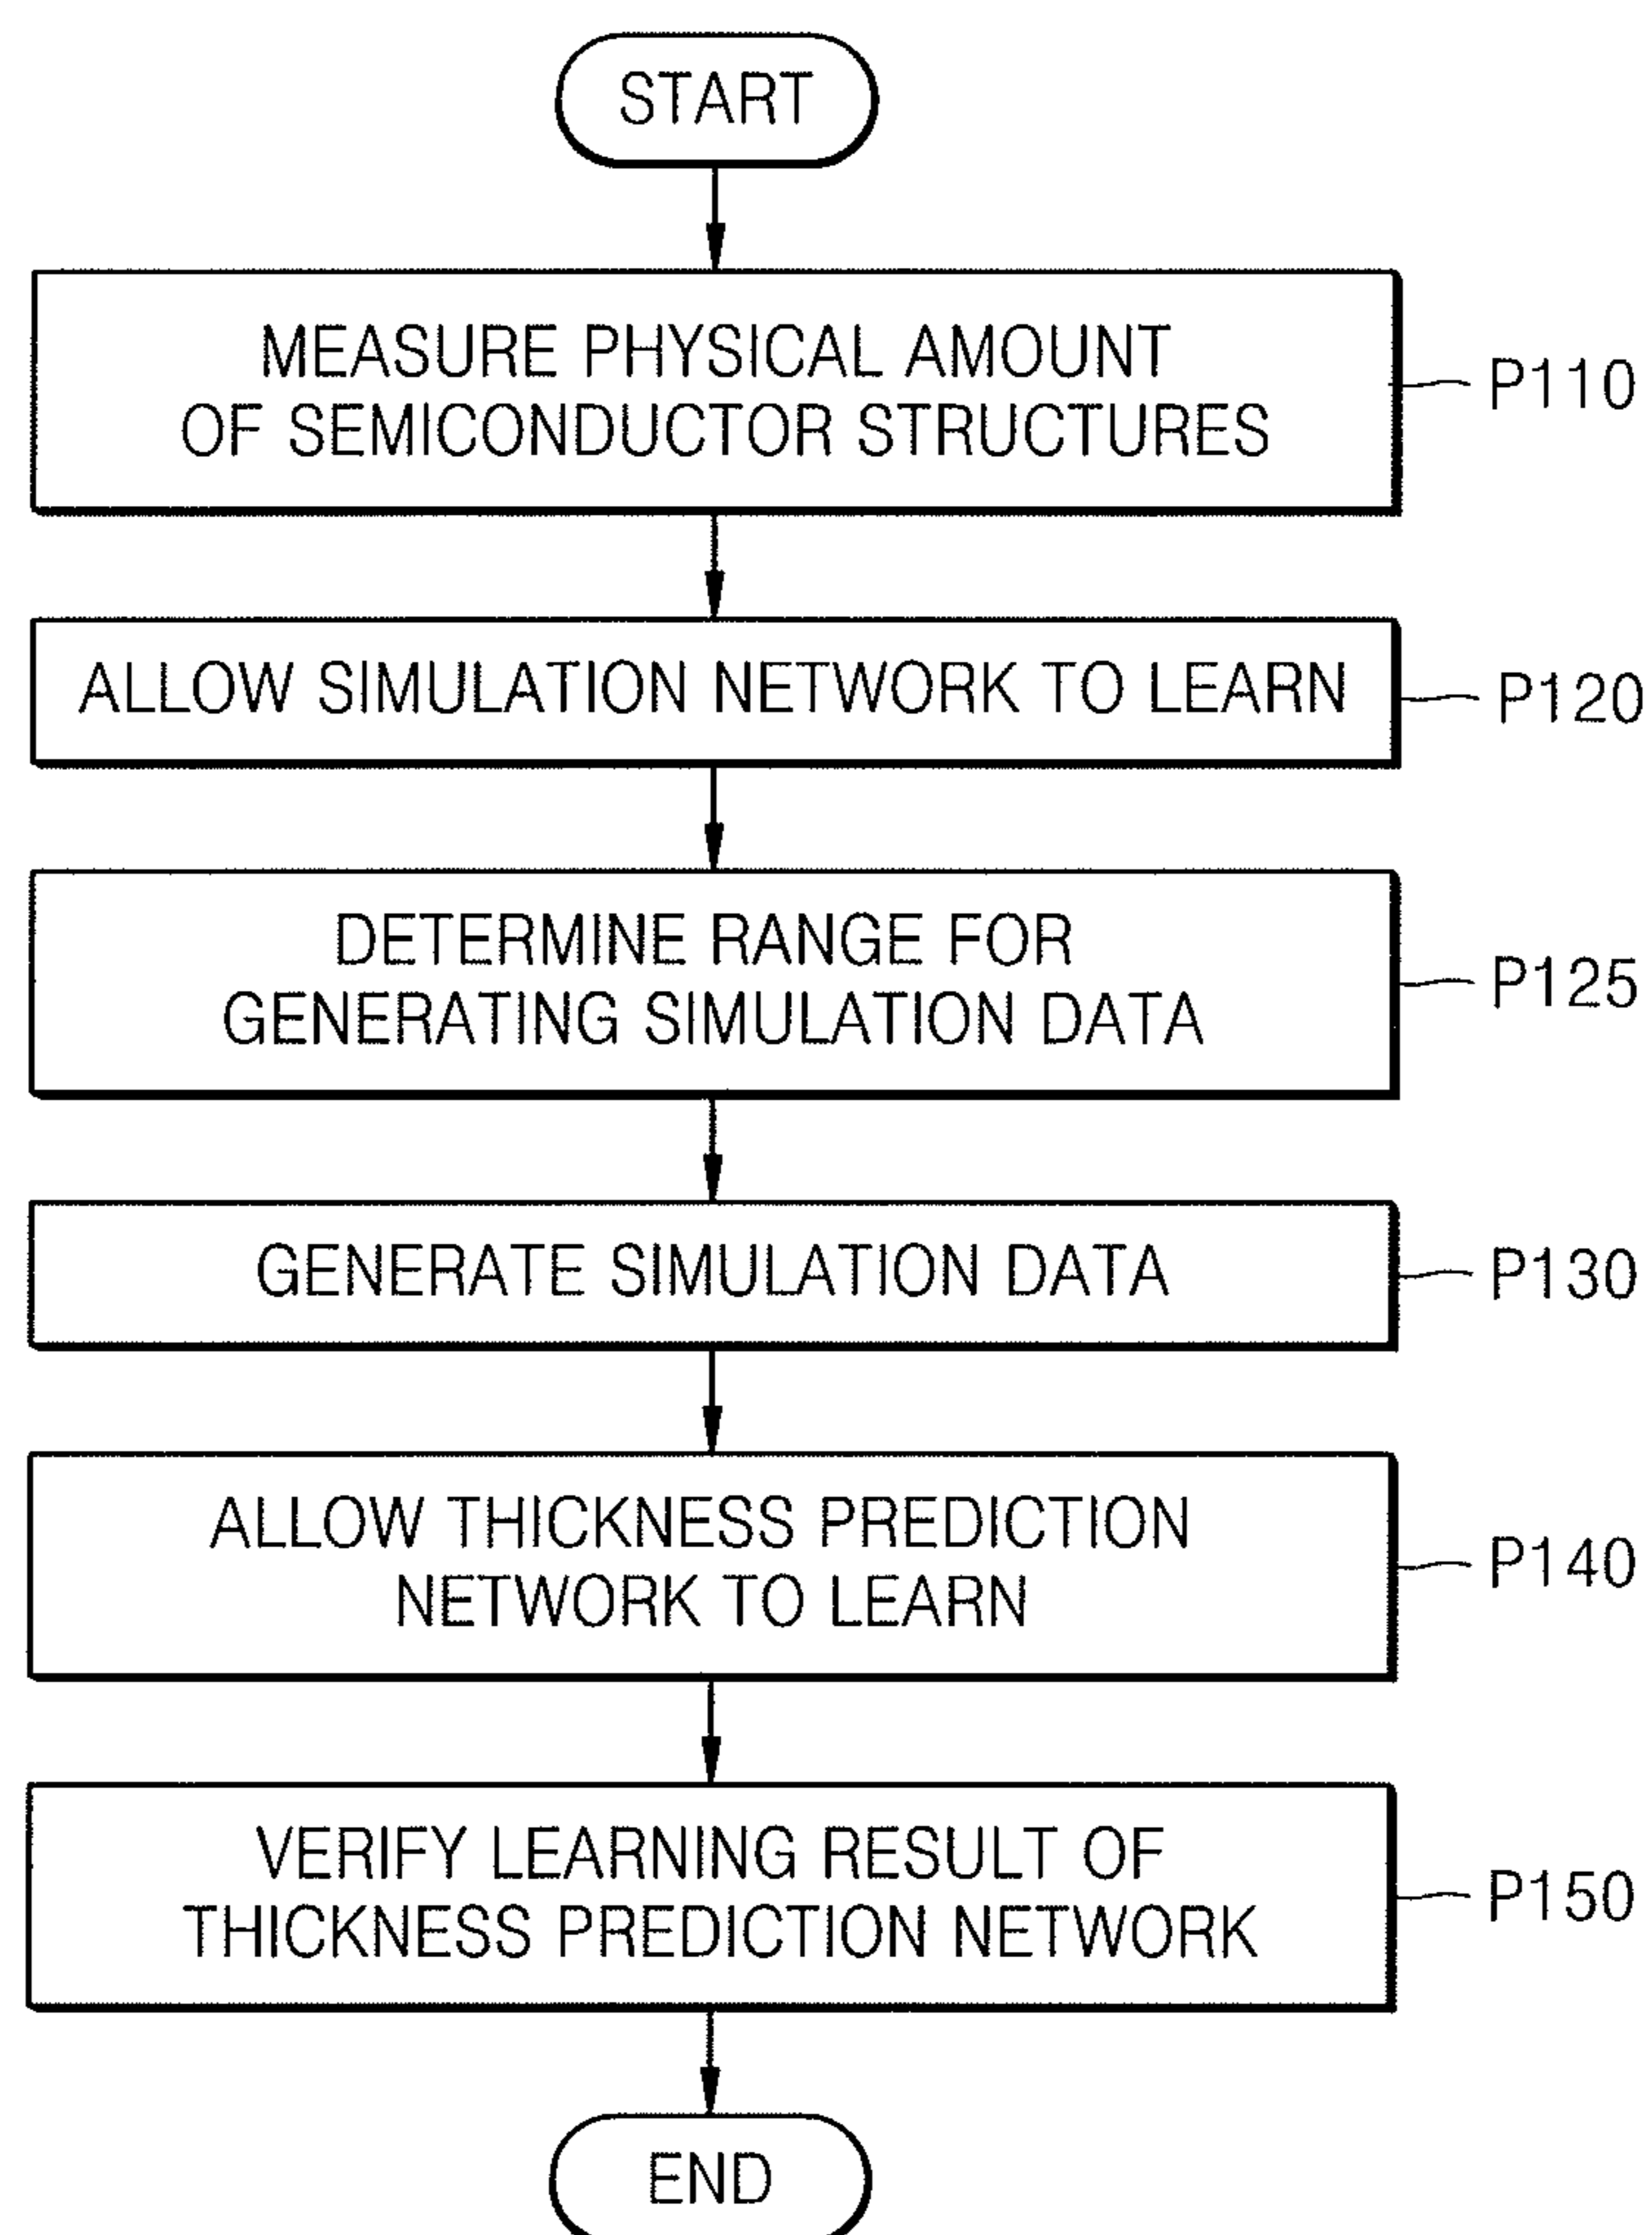 START
MEASURE PHYSICAL AMOUNT
OF SEMICONDUCTOR STRUCTURES
P110
ALLOW SIMULATION NETWORK TO LEARN
P120
DETERMINE RANGE FOR
GENERATING SIMULATION DATA
P125
GENERATE SIMULATION DATA
P130
ALLOW THICKNESS PREDICTION
NETWORK TO LEARN
P140
VERIFY LEARNING RESULT OF
THICKNESS PREDICTION NETWORK
P150
END